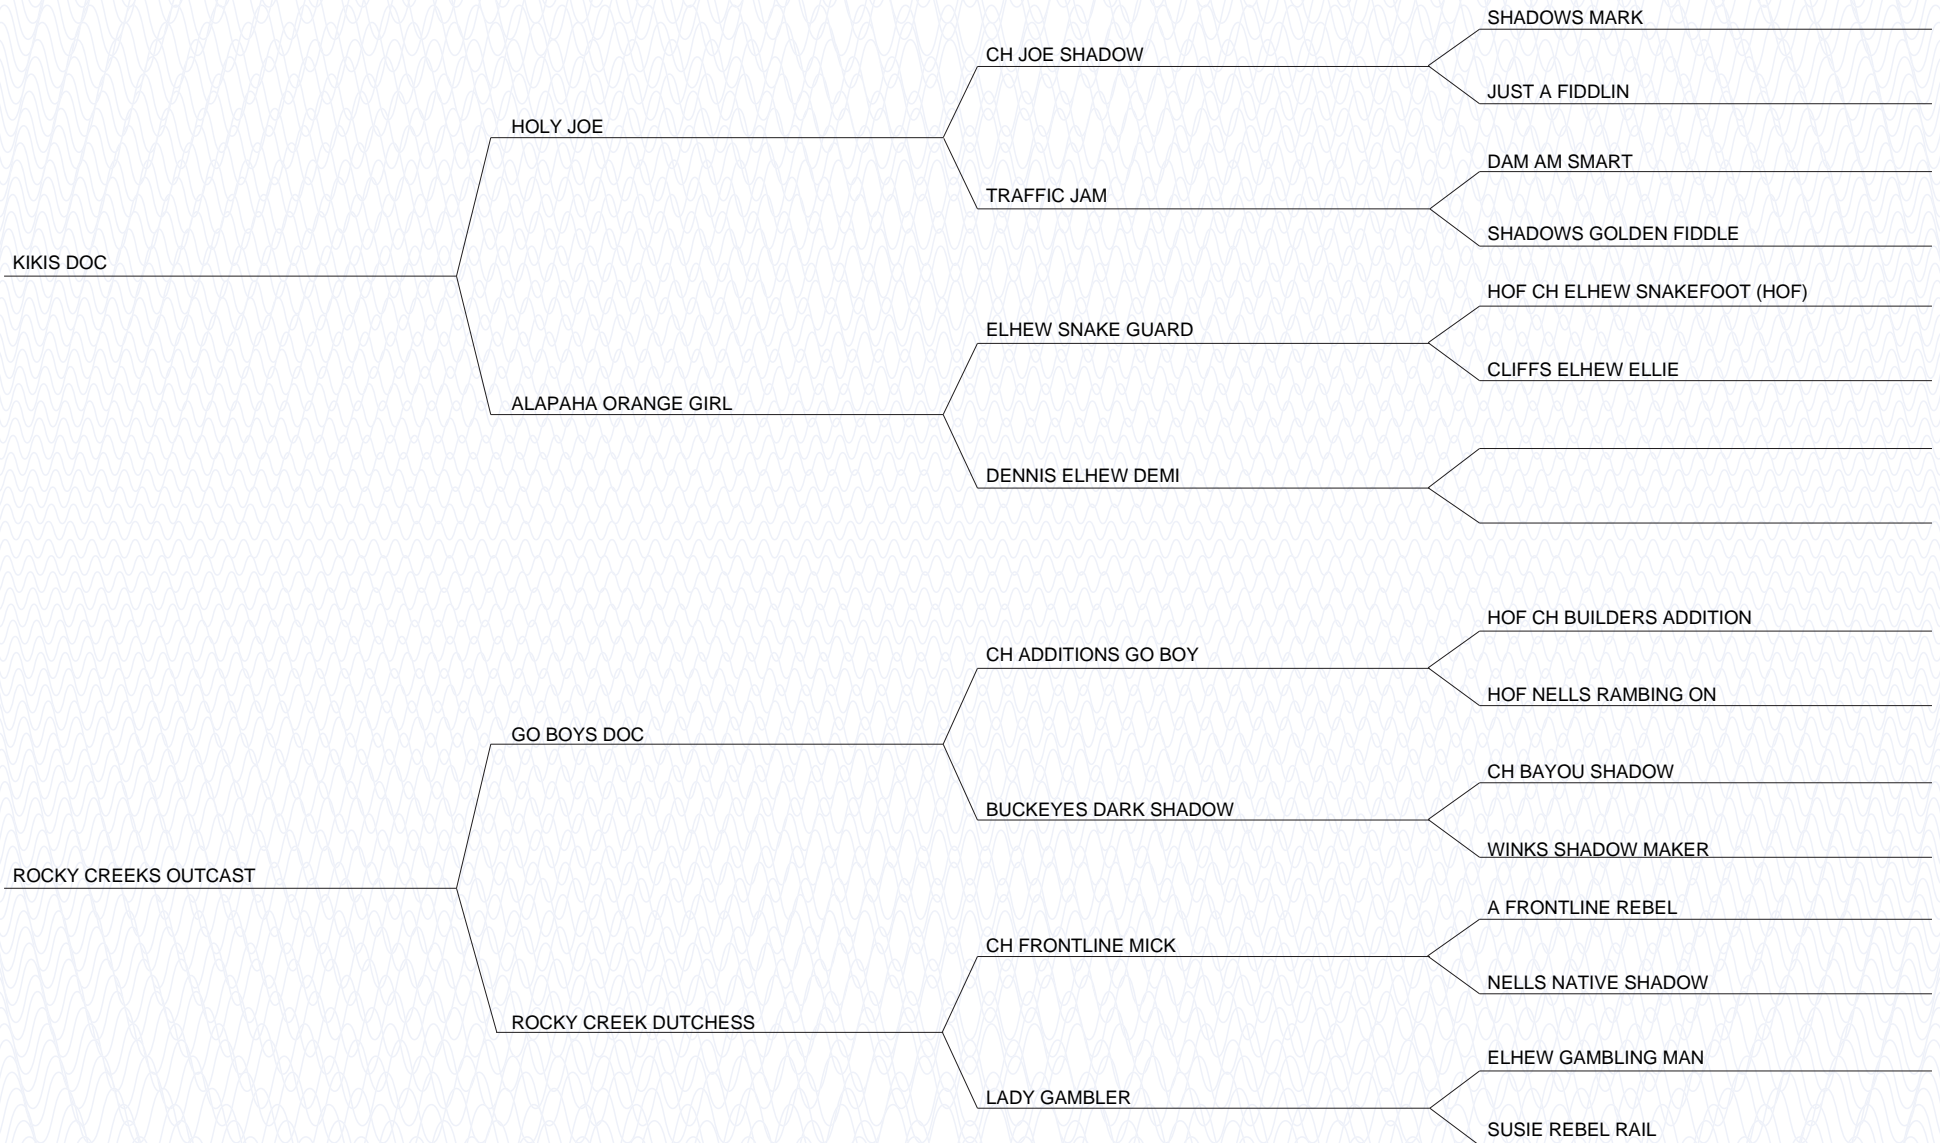 SHADOWS MARK
CH JOE SHADOW
JUST A FIDDLIN
HOLY JOE
DAM AM SMART
TRAFFIC JAM
SHADOWS GOLDEN FIDDLE
KIKIS DOC
HOF CH ELHEW SNAKEFOOT (HOF)
ELHEW SNAKE GUARD
CLIFFS ELHEW ELLIE
ALAPAHA ORANGE GIRL
DENNIS ELHEW DEMI
HOF CH BUILDERS ADDITION
CH ADDITIONS GO BOY
HOF NELLS RAMBING ON
GO BOYS DOC
CH BAYOU SHADOW
BUCKEYES DARK SHADOW
WINKS SHADOW MAKER
ROCKY CREEKS OUTCAST
A FRONTLINE REBEL
CH FRONTLINE MICK
NELLS NATIVE SHADOW
ROCKY CREEK DUTCHESS
ELHEW GAMBLING MAN
LADY GAMBLER
SUSIE REBEL RAIL